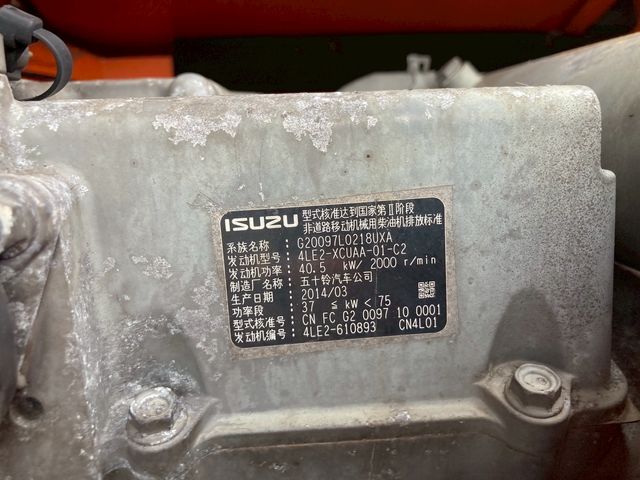 ISUZU 型式核准达到国家第Ⅱ阶段
非道路移动机械用柴油机排放标准
系族名称: G20097L0218UXA
发动机型号: 4LE2-XCUAA-01-C2
发动机功率: 40.5 kW/ 2000 r/min
制造厂名称: 五十铃汽车公司
生产日期: 2014/03
功率段: 37 ≤ kW < 75
型式核准号: CN FC G2 0097 10 0001
发动机编号: 4LE2-610893 CN4L01